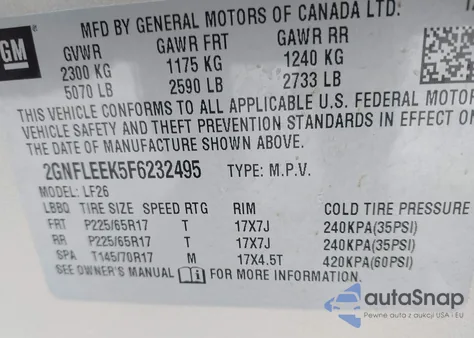 GM
MFD BY GENERAL MOTORS OF CANADA LTD.
GVWR GAWR FRT GAWR RR
2300 KG 1175 KG 1240 KG
5070 LB 2590 LB 2733 LB
THIS VEHICLE CONFORMS TO ALL APPLICABLE U.S. FEDERAL MOTOR
VEHICLE SAFETY AND THEFT PREVENTION STANDARDS IN EFFECT ON
THE DATE OF MANUFACTURE SHOWN ABOVE.
2GNFLEEK5F6232495 TYPE: M.P.V.
MODEL: LF26
LBBQ TIRE SIZE SPEED RTG RIM COLD TIRE PRESSURE
FRT P225/65R17 T 17X7J 240KPA(35PSI)
RR P225/65R17 T 17X7J 240KPA(35PSI)
SPA T145/70R17 M 17X4.5T 420KPA(60PSI)
SEE OWNER'S MANUAL FOR MORE INFORMATION
autoSnap
Pewne auta z aukcji USA i EU